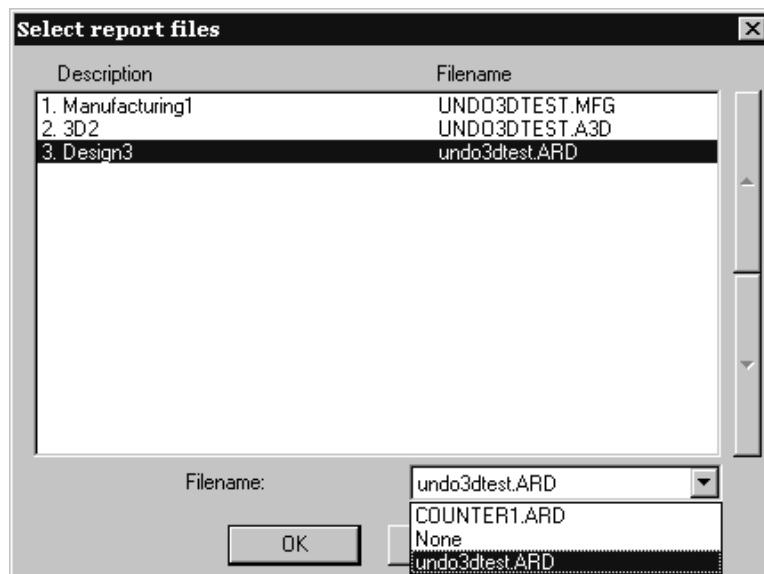 Select report files
Description Filename
1. Manufacturing1 UNDO3DTEST.MFG
2. 3D2 UNDO3DTEST.A3D
3. Design3 undo3dtest.ARD
Filename: undo3dtest.ARD
COUNTER1.ARD
None
OK undo3dtest.ARD